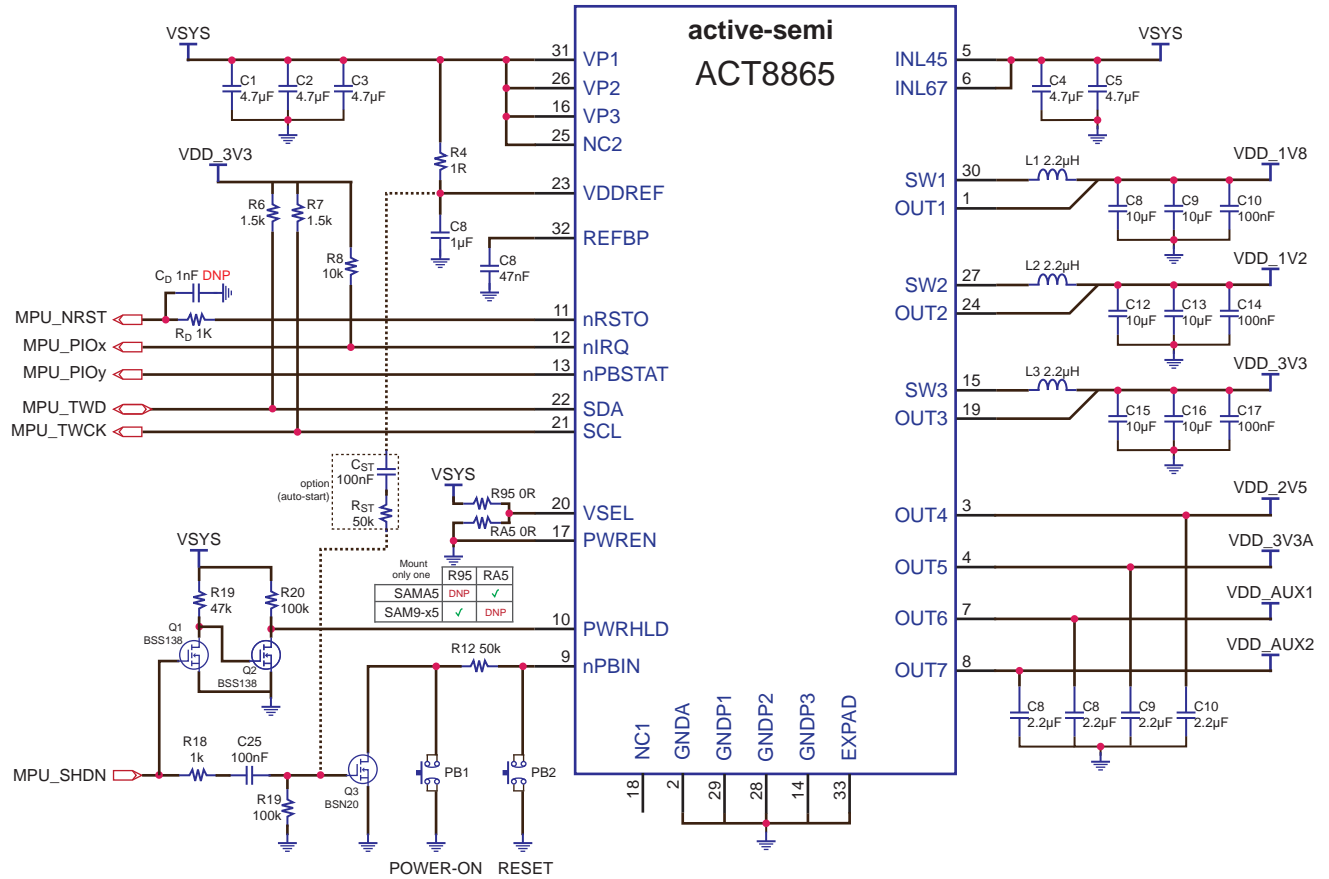 active-semi
ACT8865
VSYS
C1
4.7µF
C2
4.7µF
C3
4.7µF
VDD_3V3
R4
1R
R6
1.5k
R7
1.5k
R8
10k
C8
1µF
C8
47nF
CD 1nF DNP
RD 1K
MPU_NRST
MPU_PIOx
MPU_PIOy
MPU_TWD
MPU_TWCK
31 VP1
26 VP2
16 VP3
25 NC2
23 VDDREF
32 REFBP
11 nRSTO
12 nIRQ
13 nPBSTAT
22 SDA
21 SCL
20 VSEL
17 PWREN
10 PWRHLD
9 nPBIN
option
(auto-start)
CST
100nF
RST
50k
VSYS
R95 0R
RA5 0R
Mount
only one
R95 RA5
SAMA5 DNP ✓
SAM9-x5 ✓ DNP
VSYS
R19
47k
R20
100k
Q1
BSS138
Q2
BSS138
R12 50k
MPU_SHDN
R18
1k
C25
100nF
R19
100k
Q3
BSN20
PB1
PB2
POWER-ON
RESET
NC1
GNDA
GNDP1
GNDP2
GNDP3
EXPAD
18
2
29
28
14
33
INL45 5
INL67 6
VSYS
C4
4.7µF
C5
4.7µF
SW1 30
OUT1 1
L1 2.2µH
VDD_1V8
C8
10µF
C9
10µF
C10
100nF
SW2 27
OUT2 24
L2 2.2µH
VDD_1V2
C12
10µF
C13
10µF
C14
100nF
SW3 15
OUT3 19
L3 2.2µH
VDD_3V3
C15
10µF
C16
10µF
C17
100nF
OUT4 3
VDD_2V5
OUT5 4
VDD_3V3A
OUT6 7
VDD_AUX1
OUT7 8
VDD_AUX2
C8
2.2µF
C8
2.2µF
C9
2.2µF
C10
2.2µF